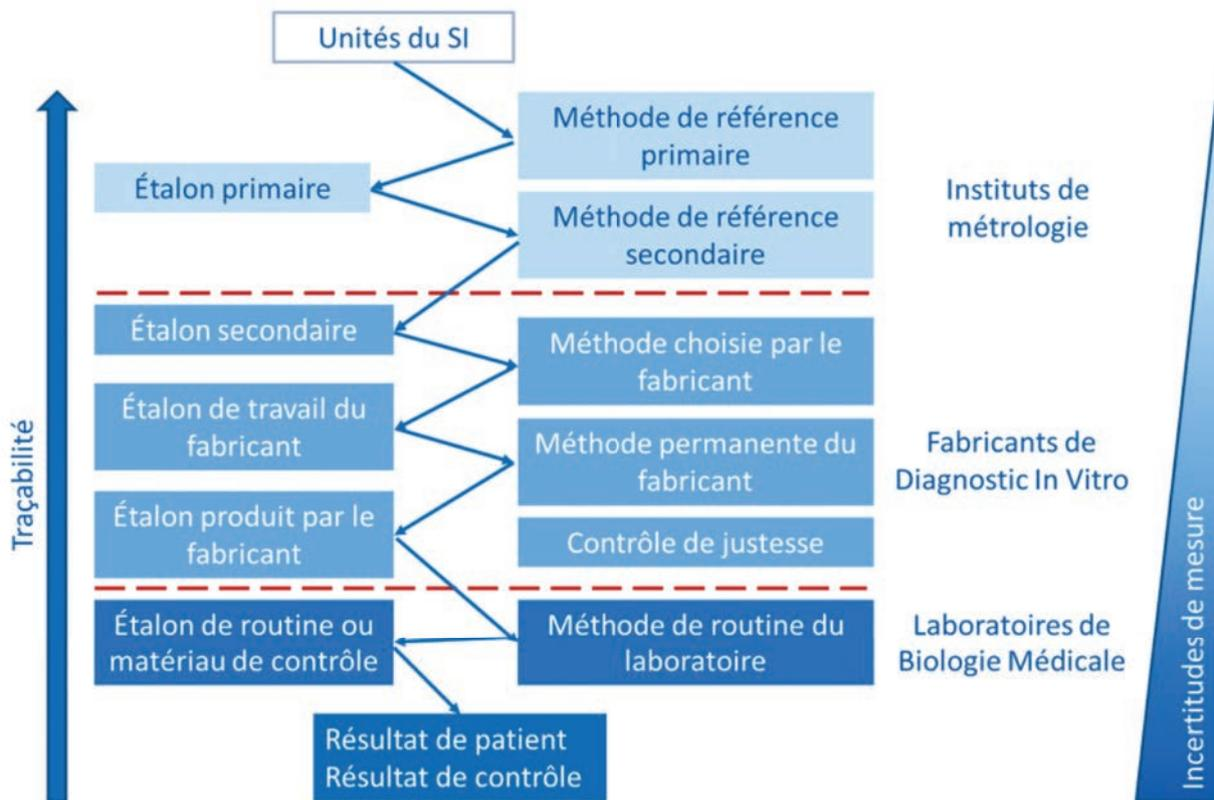 Unités du SI
Méthode de référence
primaire
Étalon primaire
Méthode de référence
secondaire
Instituts de
métrologie
Étalon secondaire
Méthode choisie par le
fabricant
Étalon de travail du
fabricant
Méthode permanente du
fabricant
Fabricants de
Diagnostic In Vitro
Étalon produit par le
fabricant
Contrôle de justesse
Étalon de routine ou
matériau de contrôle
Méthode de routine du
laboratoire
Laboratoires de
Biologie Médicale
Résultat de patient
Résultat de contrôle
Traçabilité
Incertitudes de mesure